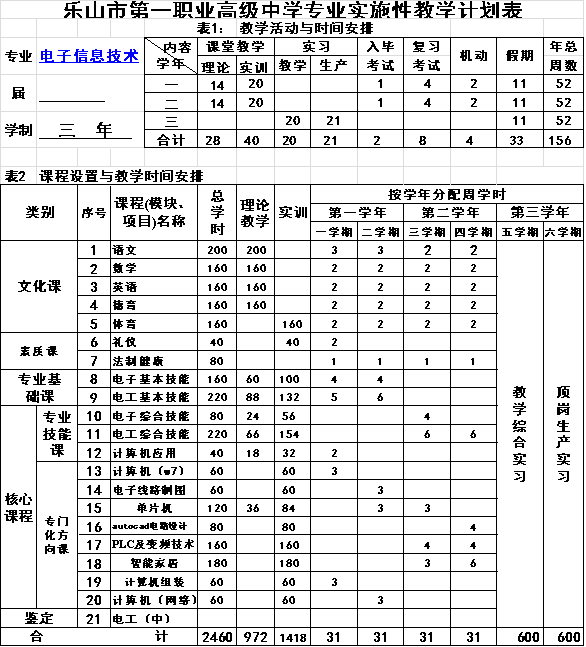 乐山市第一职业高级中学专业实施性教学计划表
表1： 教学活动与时间安排
专业 电子信息技术
届
学制 三 年
内容 学年 课堂教学 实习 入毕考试 复习考试 机动 假期 年总周数
理论 实训 教学 生产
一 14 20 1 4 2 11 52
二 14 20 1 4 2 11 52
三 20 21 11 52
合计 28 40 20 21 2 8 4 33 156
表2 课程设置与教学时间安排
类别 序号 课程(模块、项目)名称 总学时 理论教学 实训 按学年分配周学时
第一学年 第二学年 第三学年
一学期 二学期 三学期 四学期 五学期 六学期
文化课
1 语文 200 200 3 3 2 2
2 数学 160 160 2 2 2 2
3 英语 160 160 2 2 2 2
4 德育 160 160 2 2 2 2
5 体育 160 160 2 2 2 2
素质课
6 礼仪 40 40 2
7 法制健康 80 1 1 1 1
专业基础课
8 电子基本技能 160 60 100 4 4
9 电工基本技能 220 88 132 5 6
核心课程
专业技能课
10 电子综合技能 80 24 56 4
11 电工综合技能 220 66 154 6 6
12 计算机应用 40 18 32 2
专门化方向课
13 计算机（w7） 60 60 3
14 电子线路制图 60 60 3
15 单片机 120 36 84 3 3
16 autocad电路设计 80 80 4
17 PLC及变频技术 160 160 4 4
18 智能家居 180 180 3 6
19 计算机组装 60 60 3
20 计算机（网络） 60 60 3
教学综合实习
顶岗生产实习
鉴定 21 电工（中）
合 计 2460 972 1418 31 31 31 31 600 600